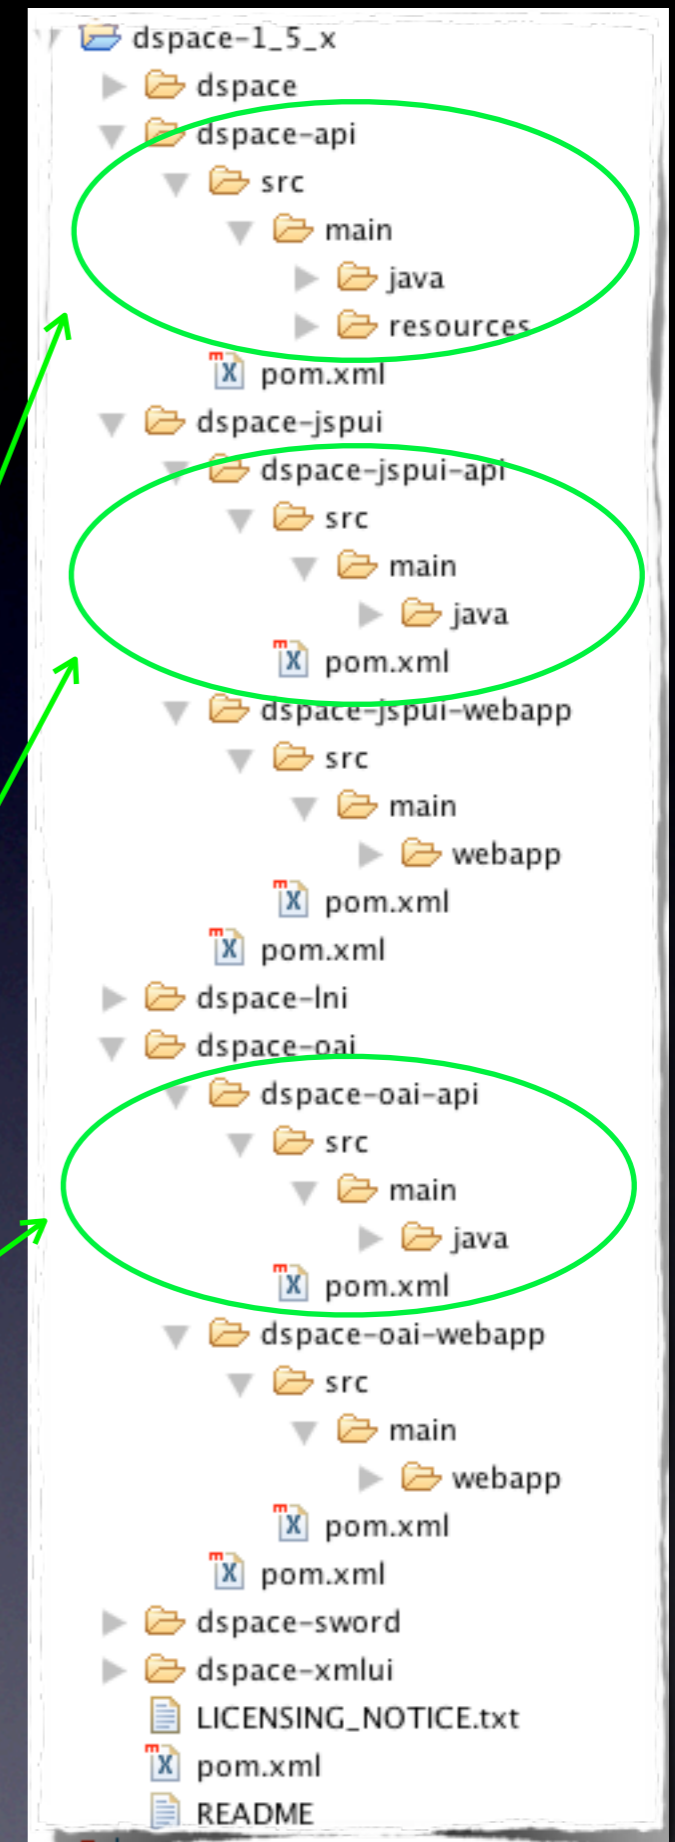 dspace-1_5_x
dspace
dspace-api
src
main
java
resources
pom.xml
dspace-jspui
dspace-jspui-api
src
main
java
pom.xml
dspace-jspui-webapp
src
main
webapp
pom.xml
pom.xml
dspace-lni
dspace-oai
dspace-oai-api
src
main
java
pom.xml
dspace-oai-webapp
src
main
webapp
pom.xml
pom.xml
dspace-sword
dspace-xmlui
LICENSING_NOTICE.txt
pom.xml
README